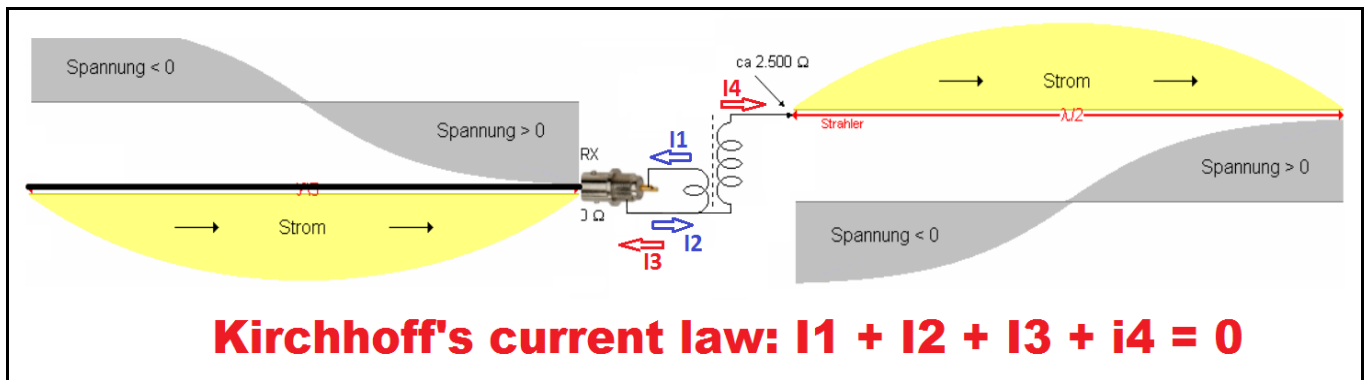 Spannung < 0
Spannung > 0
Strom
RX
Ω
I1
I2
I3
I4
ca 2.500 Ω
Strahler
λ/2
Strom
Spannung > 0
Spannung < 0
Kirchhoff's current law: I1 + I2 + I3 + i4 = 0